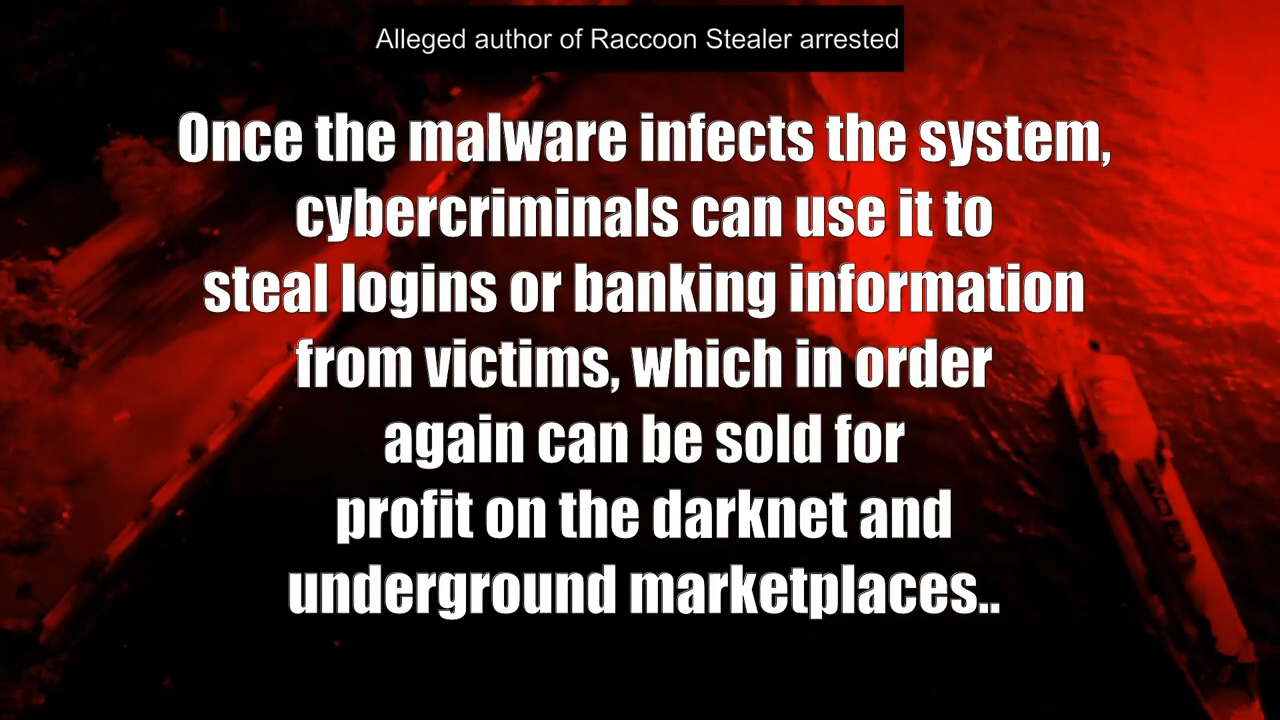 Alleged author of Raccoon Stealer arrested
Once the malware infects the system,
cybercriminals can use it to
steal logins or banking information
from victims, which in order
again can be sold for
profit on the darknet and
underground marketplaces..